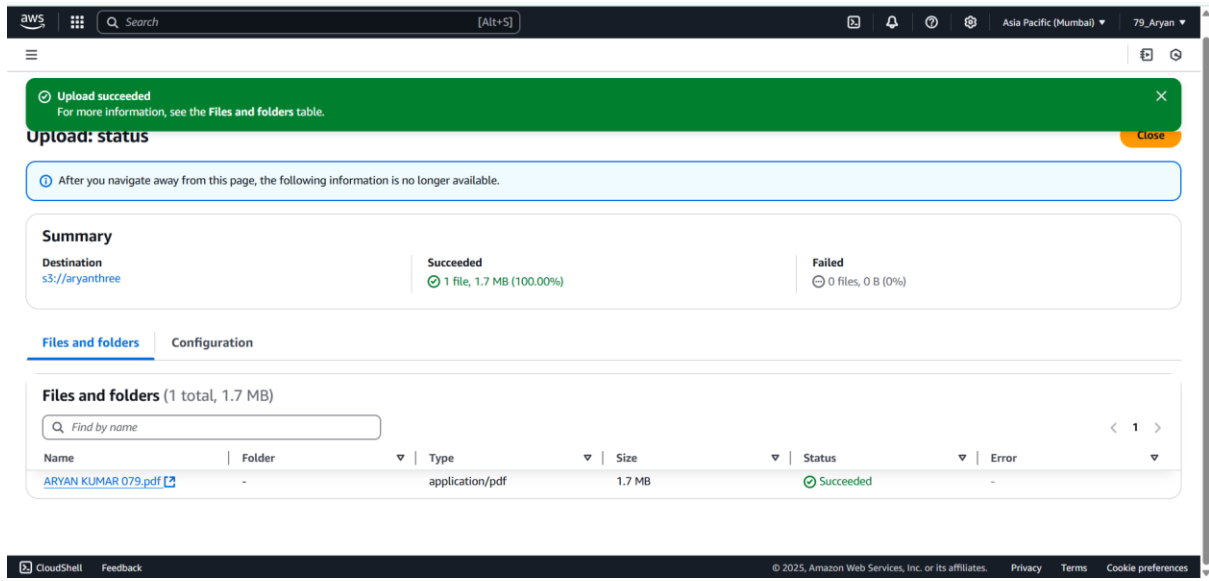 aws Search [Alt+S] Asia Pacific (Mumbai) 79_Aryan
Upload succeeded
For more information, see the Files and folders table.
Upload: status Close
After you navigate away from this page, the following information is no longer available.
Summary
Destination Succeeded Failed
s3://aryanthree 1 file, 1.7 MB (100.00%) 0 files, 0 B (0%)
Files and folders Configuration
Files and folders (1 total, 1.7 MB)
Find by name 1
Name Folder Type Size Status Error
ARYAN KUMAR 079.pdf - application/pdf 1.7 MB Succeeded -
CloudShell Feedback © 2025, Amazon Web Services, Inc. or its affiliates. Privacy Terms Cookie preferences